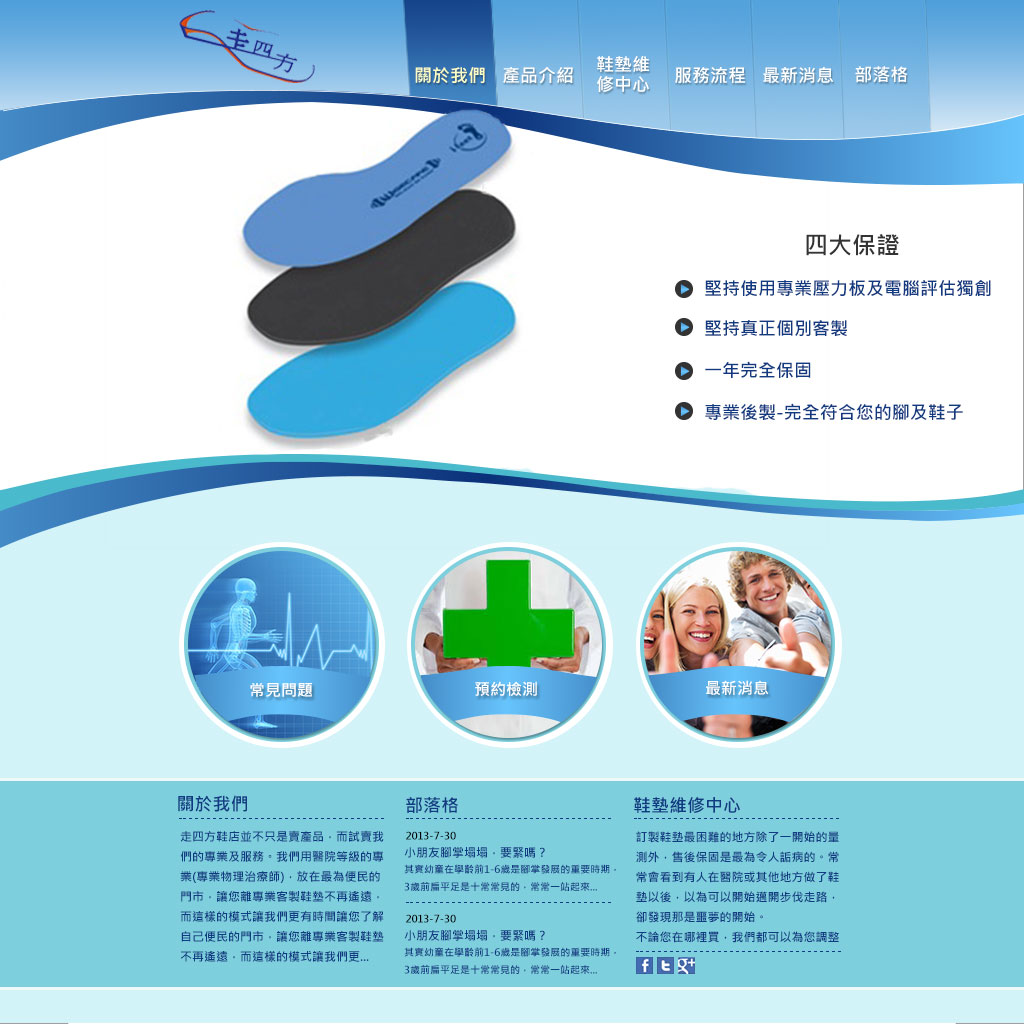 走四方
關於我們
產品介紹
鞋墊維
修中心
服務流程
最新消息
部落格
四大保證
堅持使用專業壓力板及電腦評估獨創
堅持真正個別客製
一年完全保固
專業後製-完全符合您的腳及鞋子
常見問題
預約檢測
最新消息
關於我們
走四方鞋店並不只是賣產品，而試賣我
們的專業及服務。我們用醫院等級的專
業(專業物理治療師)，放在最為便民的
門市，讓您離專業客製鞋墊不再遙遠，
而這樣的模式讓我們更有時間讓您了解
自己便民的門市，讓您離專業客製鞋墊
不再遙遠，而這樣的模式讓我們更...
部落格
2013-7-30
小朋友腳掌塌塌，要緊嗎？
其實幼童在學齡前1-6歲是腳掌發展的重要時期，
3歲前扁平足是十常常見的，常常一站起來...
2013-7-30
小朋友腳掌塌塌，要緊嗎？
其實幼童在學齡前1-6歲是腳掌發展的重要時期，
3歲前扁平足是十常常見的，常常一站起來...
鞋墊維修中心
訂製鞋墊最困難的地方除了一開始的量
測外，售後保固是最為令人詬病的。常
常會看到有人在醫院或其他地方做了鞋
墊以後，以為可以開始邁開步伐走路，
卻發現那是噩夢的開始。
不論您在哪裡買，我們都可以為您調整